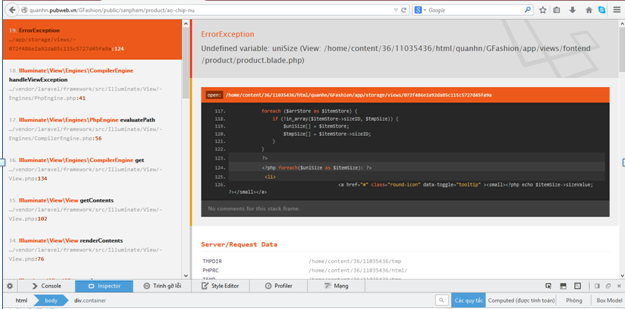 quanhn.pubweb.vn/GFashion/public/sanpham/product/ao-chip-nu
Google
19. ErrorException
…/app/storage/views/-
072f486e1a92da05c115c3727d45fa9a :124
18. Illuminate\View\Engines\CompilerEngine
handleViewException
…/vendor/laravel/framework/src/Illuminate/View/-
Engines/PhpEngine.php:41
17. Illuminate\View\Engines\PhpEngine evaluatePath
…/vendor/laravel/framework/src/Illuminate/View/-
Engines/CompilerEngine.php:56
16. Illuminate\View\Engines\CompilerEngine get
…/vendor/laravel/framework/src/Illuminate/View/-
View.php:134
15. Illuminate\View\View getContents
…/vendor/laravel/framework/src/Illuminate/View/-
View.php:102
14. Illuminate\View\View renderContents
…/vendor/laravel/framework/src/Illuminate/View/-
View.php:76
ErrorException
Undefined variable: uniSize (View: /home/content/36/11035436/html/quanhn/GFashion/app/views/fontend
/product/product.blade.php)
open: /home/content/36/11035436/html/quanhn/GFashion/app/storage/views/072f486e1a92da05c115c3727d45fa9a
117. foreach ($arrStore as $itemStore) {
118. if (!in_array($itemStore->sizeID, $tmpSize)) {
119. $uniSize[] = $itemStore;
120. $tmpSize[] = $itemStore->sizeID;
121. }
122. }
123. ?>
124. <?php foreach($uniSize as $itemSize): ?>
125. <li>
126. <a href="#" class="round-icon" data-toggle="tooltip" ><small><?php echo $itemSize->sizeValue;
?></small></a>
No comments for this stack frame.
Server/Request Data
TMPDIR /home/content/36/11035436/tmp
PHPRC /home/content/36/11035436/html/
Console
Inspector
Trình gỡ lỗi
Style Editor
Profiler
Mạng
html
body
div.container
Các quy tắc
Computed (được tính toán)
Phông
Box Model